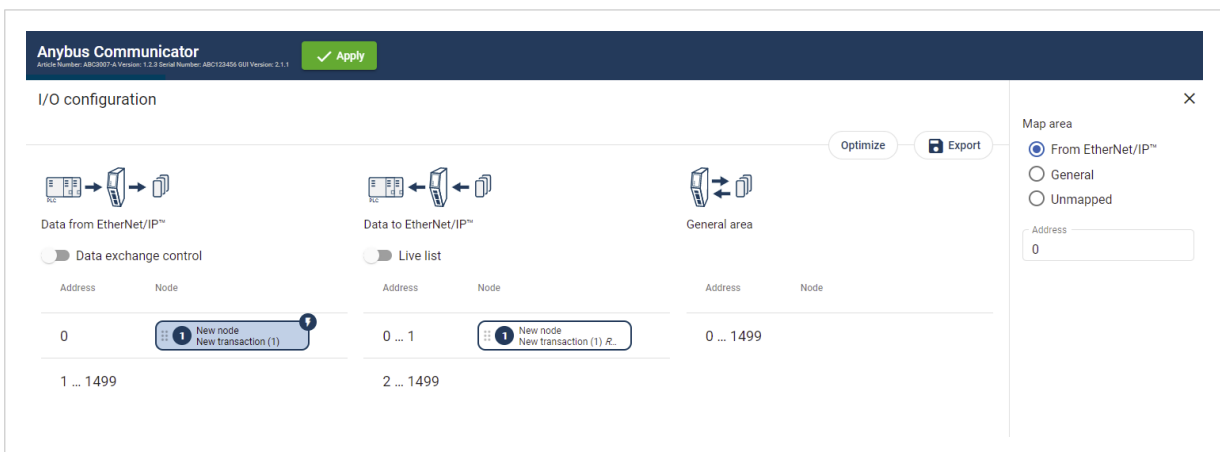 Anybus Communicator
Article Number: ABC3007-A Version: 1.2.3 Serial Number: ABC123456 GUI Version: 2.1.1
Apply
I/O configuration
Optimize
Export
PLC
Data from EtherNet/IP™
Data exchange control
Address Node
0
1
New node
New transaction (1)
1 ... 1499
PLC
Data to EtherNet/IP™
Live list
Address Node
0 ... 1
1
New node
New transaction (1) R...
2 ... 1499
General area
Address Node
0 ... 1499
Map area
From EtherNet/IP™
General
Unmapped
Address
0